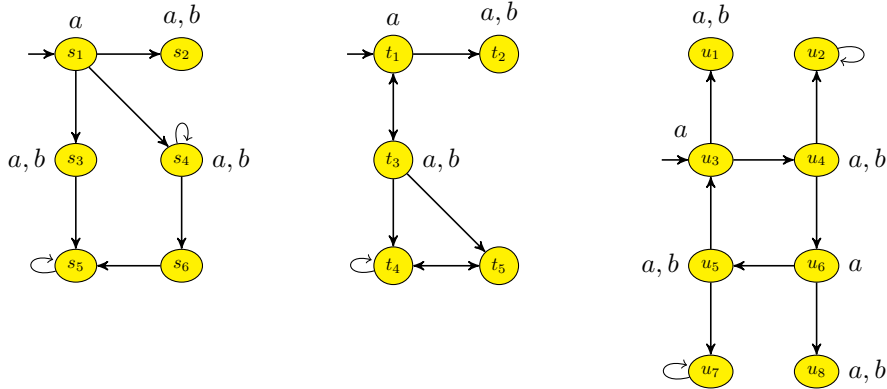 a a, b
s1 s2
a, b s3 s4 a, b
s5 s6
a a, b
t1 t2
t3 a, b
t4 t5
a, b
u1 u2
a
u3 u4 a, b
a, b u5 u6 a
u7 u8 a, b